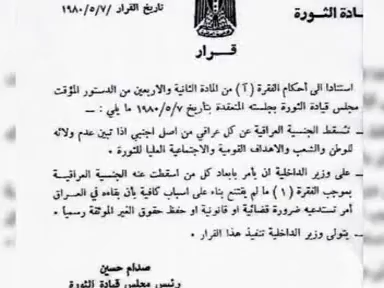 ـادة الثورة
تاريخ القرار /١٩٨٠/٥/٧
قرار
استنادا الى أحكام الفقرة (آ) من المادة الثانية والاربعين من الدستور المؤقت
مجلس قيادة الثورة بجلسته المنعقدة بتاريخ ١٩٨٠/٥/٧ ما يلي : ــ
تسقط الجنسية العراقية عن كل عراقي من اصل اجنبي اذا تبين عدم ولائه
للوطن والشعب والاهداف القومية والاجتماعية العليا للثورة .
على وزير الداخلية ان يأمر بابعاد كل من اسقطت عنه الجنسية العراقيــة
بموجب الفقرة (١) ما لم يقتنع بناء على اسباب كافية بأن بقاءه في العــراق
أمر تستدعيه ضرورة قضائية او قانونية او حفظ حقوق الغير الموثقة رسميا .
يتولى وزير الداخلية تنفيذ هذا القرار .
صدام حسين
رئيس مجلس قيادة الثورة